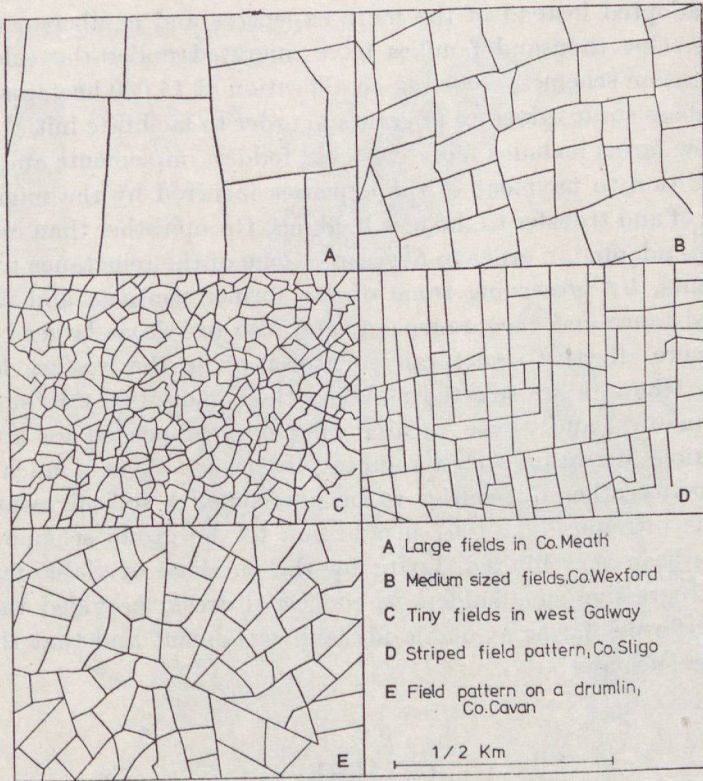 A
B
C
D
E
A Large fields in Co.Meath
B Medium sized fields,Co.Wexford
C Tiny fields in west Galway
D Striped field pattern,Co.Sligo
E Field pattern on a drumlin,
Co.Cavan
1/2 Km